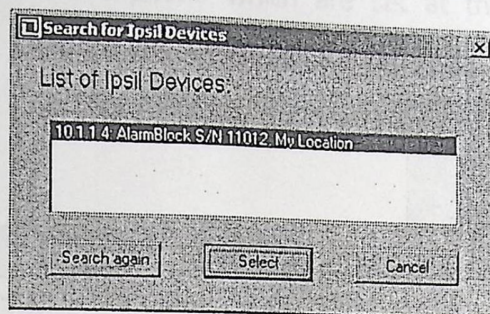 Search for Ipsil Devices
List of Ipsil Devices:
10.1.1.4: AlarmBlock S/N 11012, My Location
Search again
Select
Cancel